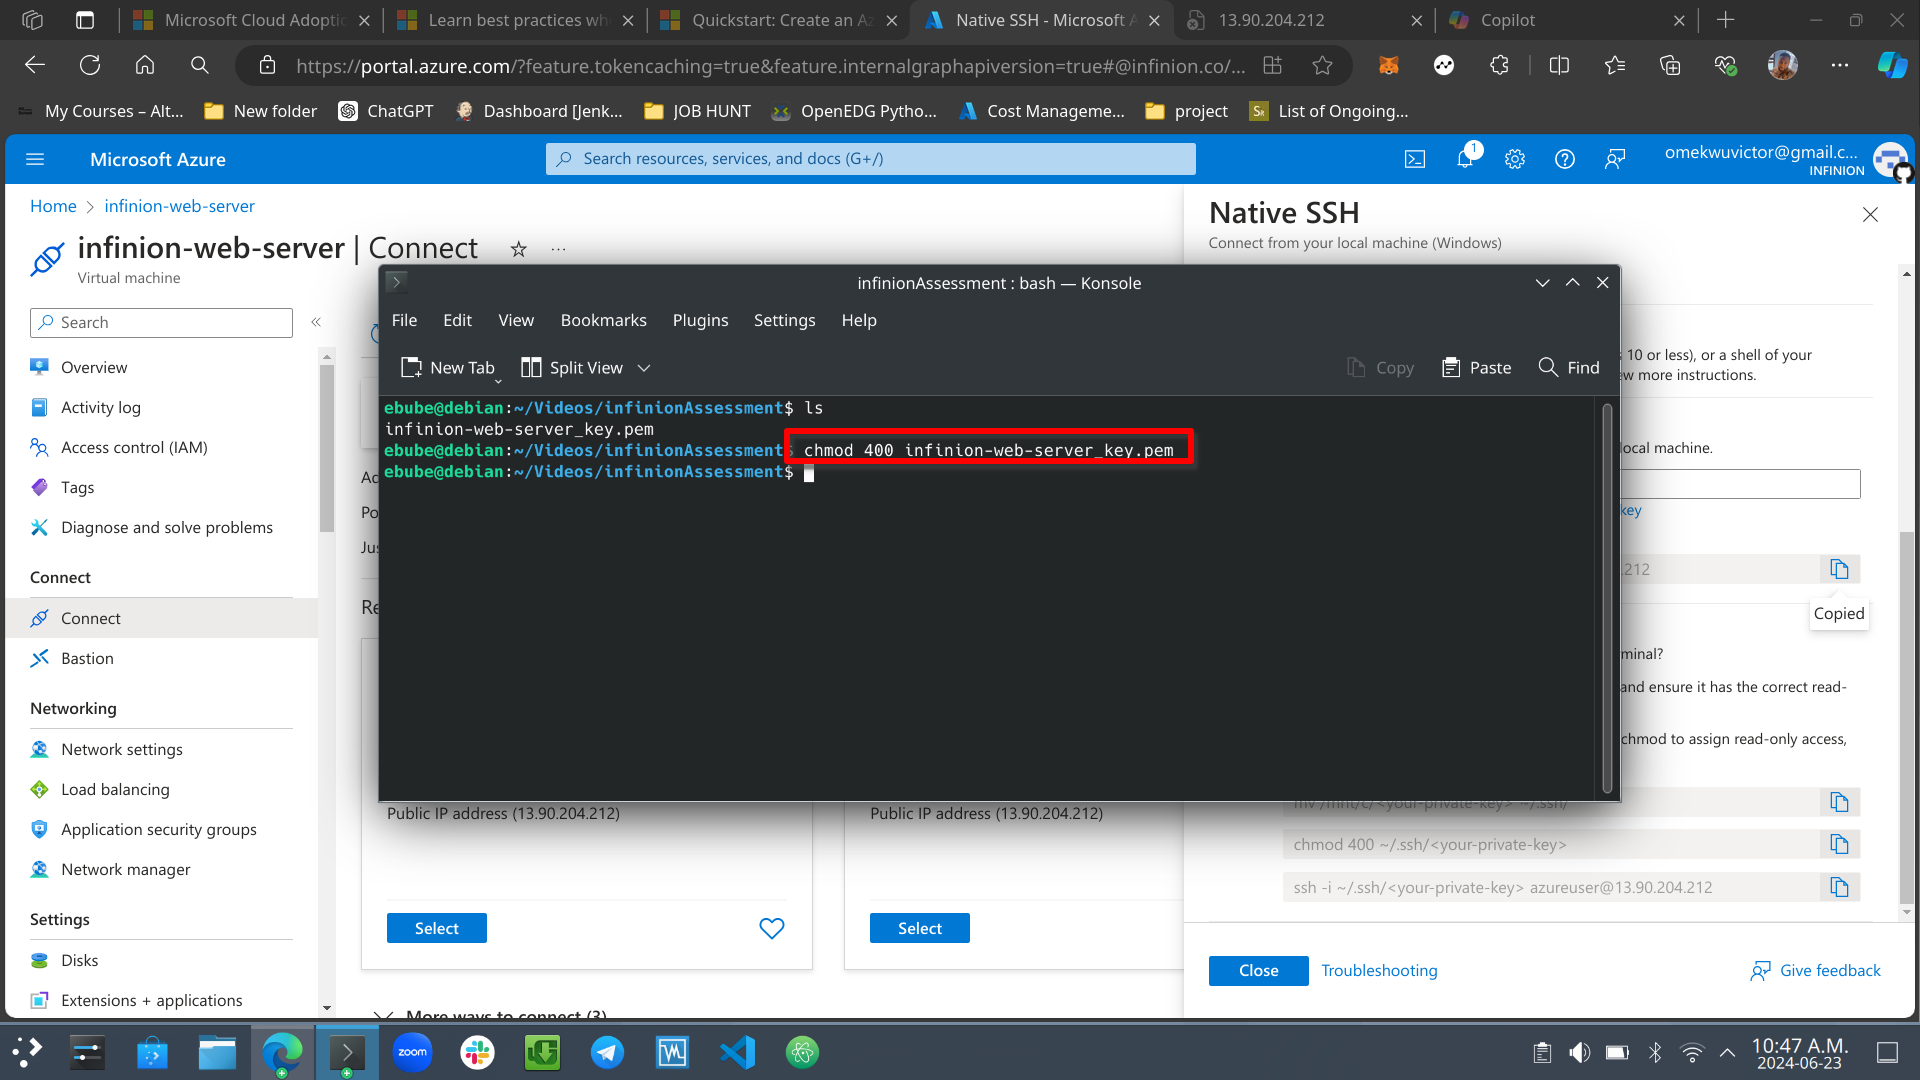 Microsoft Cloud Adoptio
Learn best practices wh
Quickstart: Create an Az
Native SSH - Microsoft A
13.90.204.212
Copilot
https://portal.azure.com/?feature.tokencaching=true&feature.internalgraphapiversion=true#@infinion.co/...
My Courses – Alt...
New folder
ChatGPT
Dashboard [Jenk...
JOB HUNT
OpenEDG Pytho...
Cost Manageme...
project
List of Ongoing...
Microsoft Azure
Search resources, services, and docs (G+/)
1
omekwuvictor@gmail.c...
INFINION
Home > infinion-web-server
infinion-web-server | Connect
Virtual machine
Search
Overview
Activity log
Access control (IAM)
Tags
Diagnose and solve problems
Connect
Connect
Bastion
Networking
Network settings
Load balancing
Application security groups
Network manager
Settings
Disks
Extensions + applications
infinionAssessment : bash — Konsole
File Edit View Bookmarks Plugins Settings Help
New Tab Split View Copy Paste Find
ebube@debian:~/Videos/infinionAssessment$ ls
infinion-web-server_key.pem
ebube@debian:~/Videos/infinionAssessment$ chmod 400 infinion-web-server_key.pem
ebube@debian:~/Videos/infinionAssessment$
Ad
Po
Jus
Re
Public IP address (13.90.204.212)
Select
Public IP address (13.90.204.212)
Select
More ways to connect (3)
Native SSH
Connect from your local machine (Windows)
10 or less), or a shell of your
more instructions.
local machine.
key
.212
Copied
minal?
and ensure it has the correct read-
chmod to assign read-only access,
mv /mnt/c/<your-private-key> ~/.ssh/
chmod 400 ~/.ssh/<your-private-key>
ssh -i ~/.ssh/<your-private-key> azureuser@13.90.204.212
Close
Troubleshooting
Give feedback
zoom
10:47 A.M.
2024-06-23